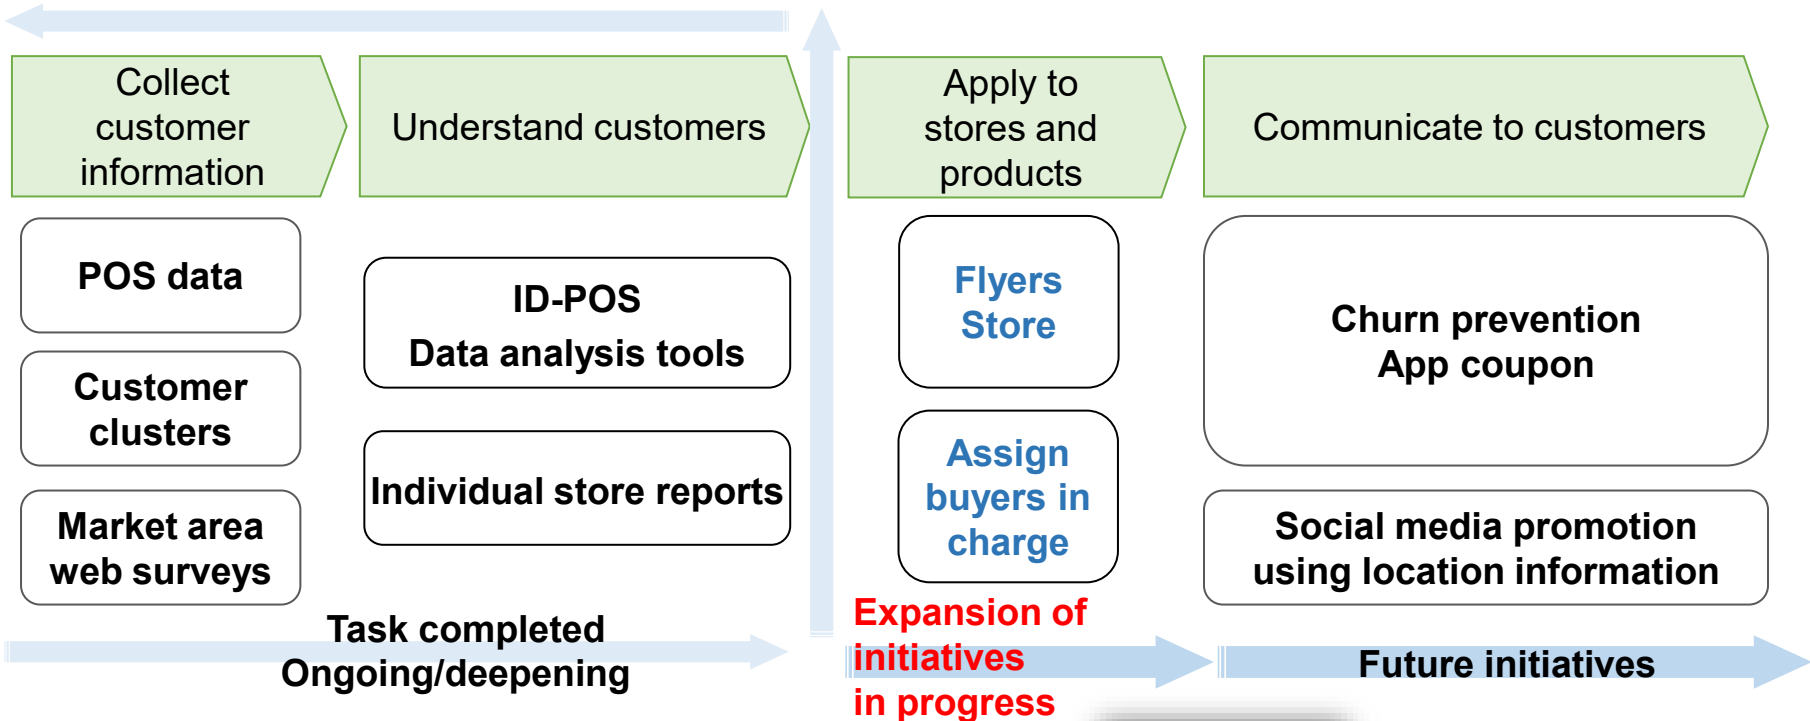 Collect
customer
information
Understand customers
Apply to
stores and
products
Communicate to customers
POS data
Customer
clusters
Market area
web surveys
ID-POS
Data analysis tools
Individual store reports
Flyers
Store
Assign
buyers in
charge
Churn prevention
App coupon
Social media promotion
using location information
Task completed
Ongoing/deepening
Expansion of
initiatives
in progress
Future initiatives